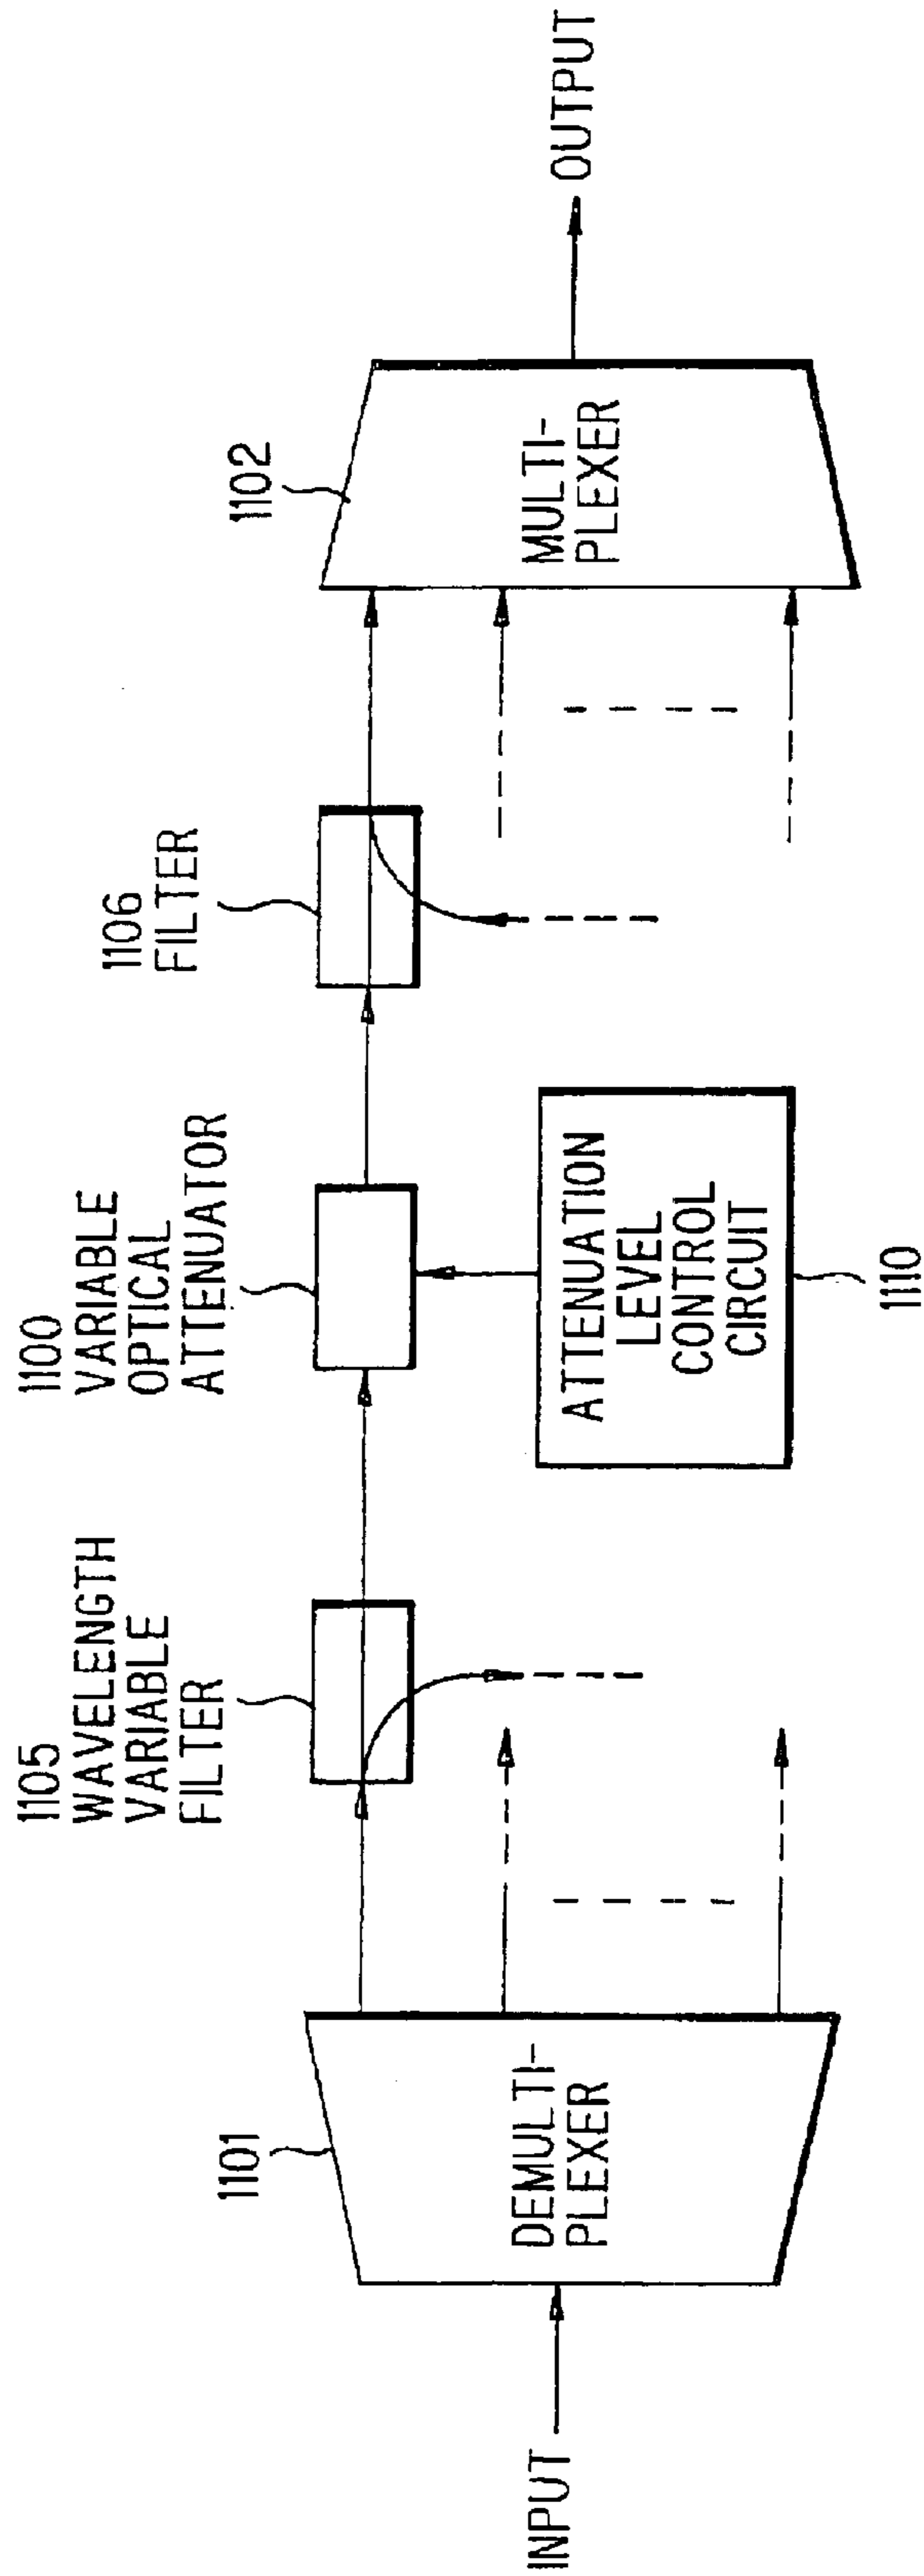 INPUT
1101
DEMULTI-
PLEXER
1105
WAVELENGTH
VARIABLE
FILTER
1100
VARIABLE
OPTICAL
ATTENUATOR
ATTENUATION
LEVEL
CONTROL
CIRCUIT
1110
1106
FILTER
1102
MULTI-
PLEXER
OUTPUT